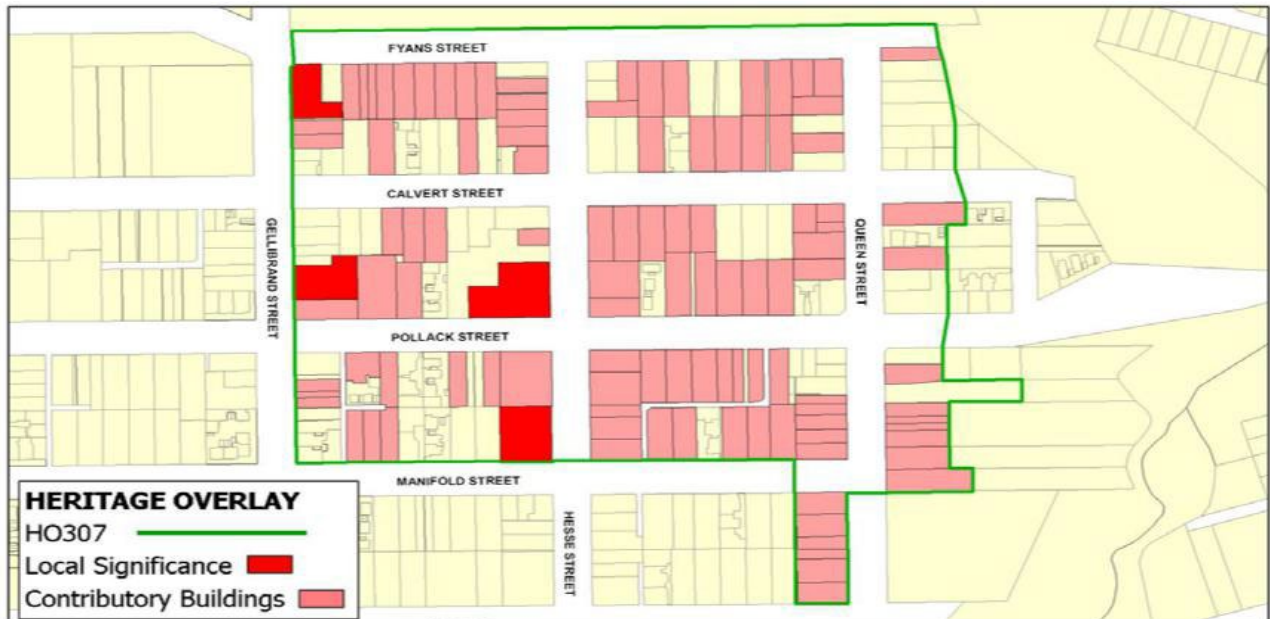 FYANS STREET
CALVERT STREET
GELLIBRAND STREET
QUEEN STREET
POLLACK STREET
MANIFOLD STREET
HESSE STREET
HERITAGE OVERLAY
HO307
Local Significance
Contributory Buildings